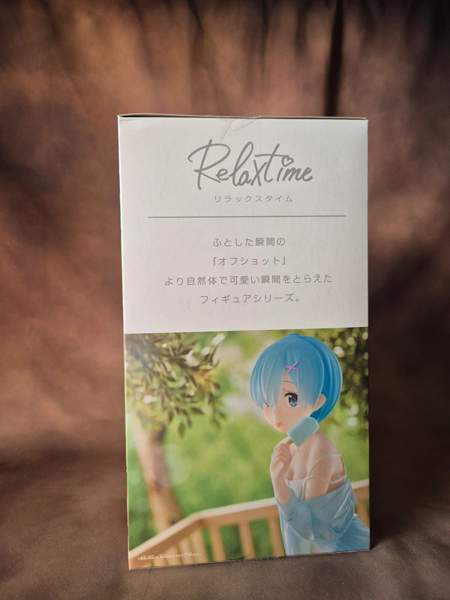 Relaxtime
リラックスタイム
ふとした瞬間の
「オフショット」
より自然体で可愛い瞬間をとらえた
フィギュアシリーズ。